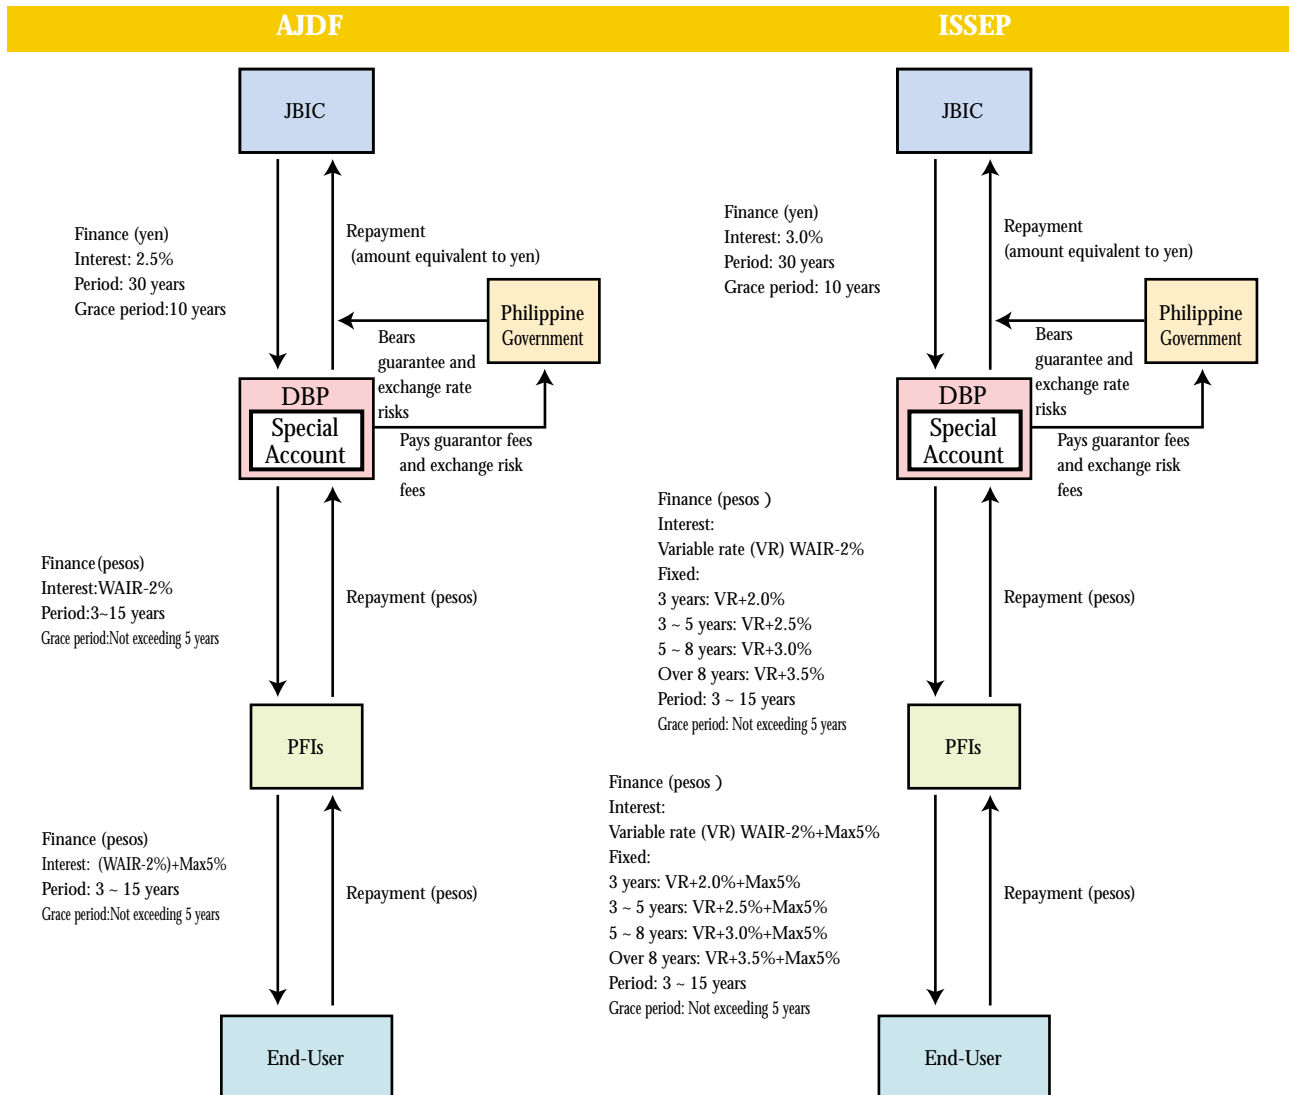 AJDF
JBIC
Finance (yen)
Interest: 2.5%
Period: 30 years
Grace period:10 years
Repayment
(amount equivalent to yen)
Philippine
Government
Bears
guarantee and
exchange rate
risks
DBP
Special
Account
Pays guarantor fees
and exchange risk
fees
Finance (pesos)
Interest:WAIR-2%
Period:3~15 years
Grace period:Not exceeding 5 years
Repayment (pesos)
PFIs
Finance (pesos)
Interest: (WAIR-2%)+Max5%
Period: 3 ~ 15 years
Grace period:Not exceeding 5 years
Repayment (pesos)
End-User
ISSEP
JBIC
Finance (yen)
Interest: 3.0%
Period: 30 years
Grace period: 10 years
Repayment
(amount equivalent to yen)
Philippine
Government
Bears
guarantee and
exchange rate
risks
DBP
Special
Account
Pays guarantor fees
and exchange risk
fees
Finance (pesos )
Interest:
Variable rate (VR) WAIR-2%
Fixed:
3 years: VR+2.0%
3 ~ 5 years: VR+2.5%
5 ~ 8 years: VR+3.0%
Over 8 years: VR+3.5%
Period: 3 ~ 15 years
Grace period: Not exceeding 5 years
Repayment (pesos)
PFIs
Finance (pesos )
Interest:
Variable rate (VR) WAIR-2%+Max5%
Fixed:
3 years: VR+2.0%+Max5%
3 ~ 5 years: VR+2.5%+Max5%
5 ~ 8 years: VR+3.0%+Max5%
Over 8 years: VR+3.5%+Max5%
Period: 3 ~ 15 years
Grace period: Not exceeding 5 years
Repayment (pesos)
End-User